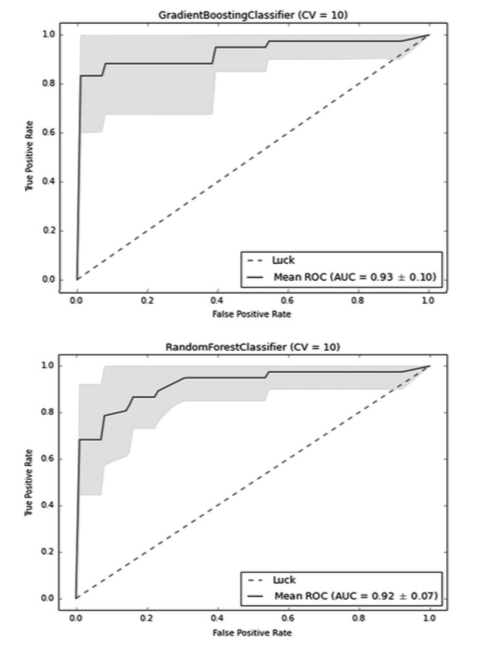 GradientBoostingClassifier (CV = 10)
1.0
0.8
0.6
0.4
0.2
0.0
True Positive Rate
Luck
Mean ROC (AUC = 0.93 ± 0.10)
0.0 0.2 0.4 0.6 0.8 1.0
False Positive Rate
RandomForestClassifier (CV = 10)
1.0
0.8
0.6
0.4
0.2
0.0
True Positive Rate
Luck
Mean ROC (AUC = 0.92 ± 0.07)
0.0 0.2 0.4 0.6 0.8 1.0
False Positive Rate